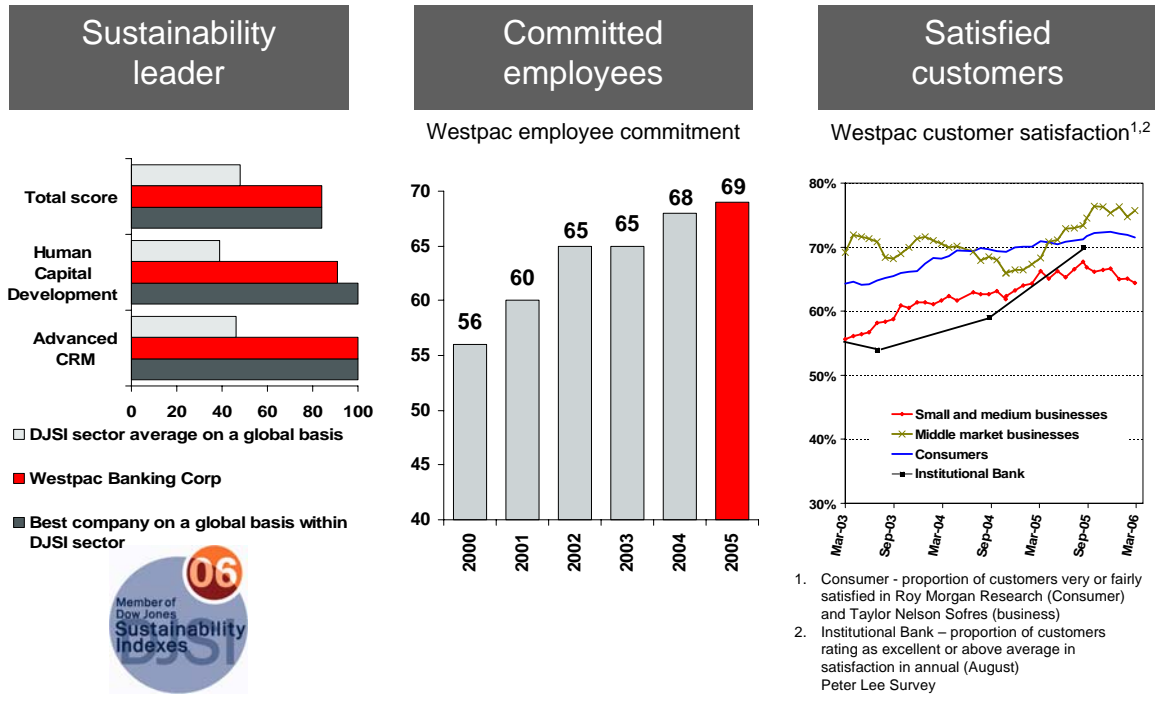 Sustainability
leader
Total score
Human
Capital
Development
Advanced
CRM
0 20 40 60 80 100
DJSI sector average on a global basis
Westpac Banking Corp
Best company on a global basis within
DJSI sector
06
Member of
Dow Jones
Sustainability
Indexes
DJSI
Committed
employees
Westpac employee commitment
70
65
60
55
50
45
40
56
60
65
65
68
69
2000
2001
2002
2003
2004
2005
Satisfied
customers
Westpac customer satisfaction1,2
80%
70%
60%
50%
40%
30%
Small and medium businesses
Middle market businesses
Consumers
Institutional Bank
Mar-03
Sep-03
Mar-04
Sep-04
Mar-05
Sep-05
Mar-06
1. Consumer - proportion of customers very or fairly
satisfied in Roy Morgan Research (Consumer)
and Taylor Nelson Sofres (business)
2. Institutional Bank – proportion of customers
rating as excellent or above average in
satisfaction in annual (August)
Peter Lee Survey